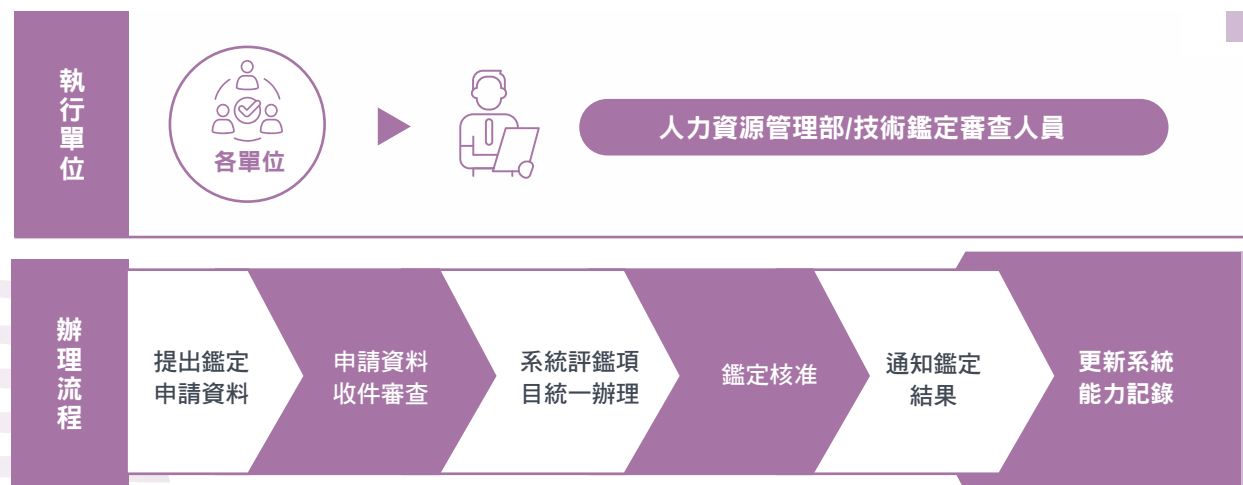 執行單位
各單位
人力資源管理部/技術鑑定審查人員
辦理流程
提出鑑定
申請資料
申請資料
收件審查
系統評鑑項
目統一辦理
鑑定核准
通知鑑定
結果
更新系統
能力記錄